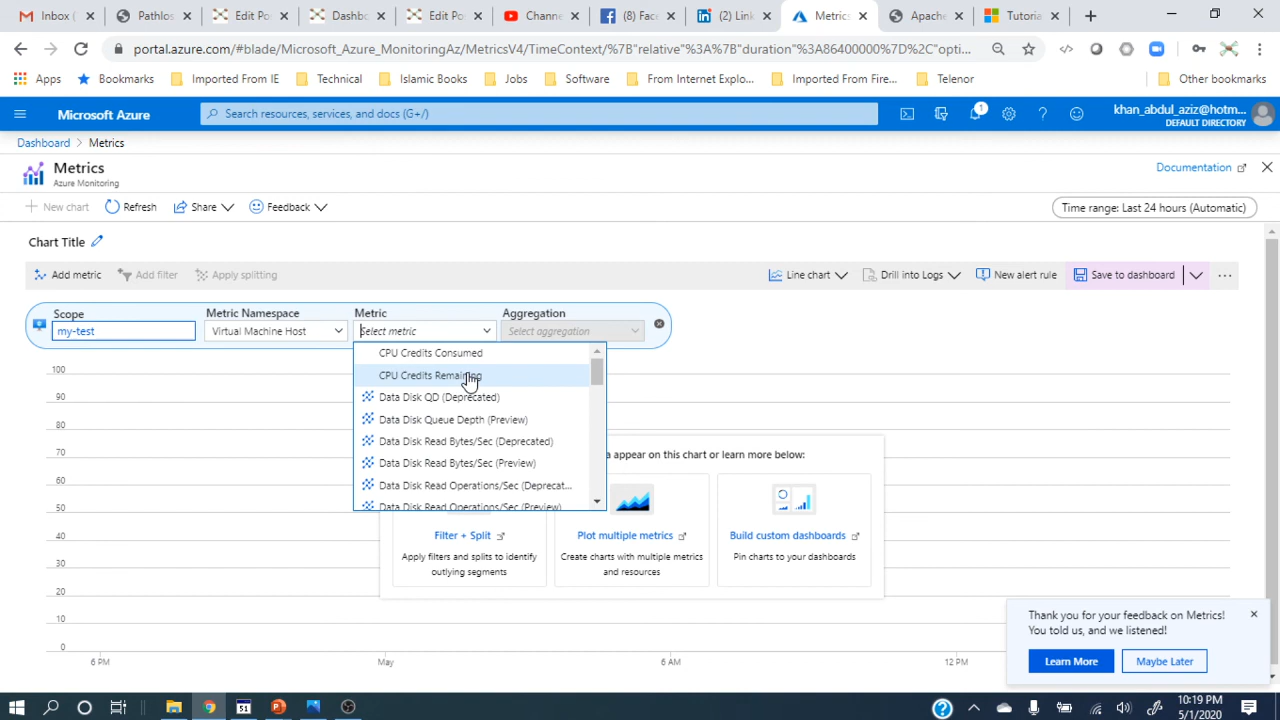 Inbox (
Pathlos
Edit Po
Dashbo
Edit Po
Channe
(8) Fac
(2) Lin
Metrics
Apache
Tutoria
portal.azure.com/#blade/Microsoft_Azure_MonitoringAz/MetricsV4/TimeContext/%7B"relative"%3A%7B"duration"%3A86400000%7D%2C"opti...
Apps
Bookmarks
Imported From IE
Technical
Islamic Books
Jobs
Software
From Internet Explo...
Imported From Fire...
Telenor
Other bookmarks
Microsoft Azure
Search resources, services, and docs (G+/)
1
khan_abdul_aziz@hotm...
DEFAULT DIRECTORY
Dashboard > Metrics
Metrics
Azure Monitoring
Documentation
New chart
Refresh
Share
Feedback
Time range: Last 24 hours (Automatic)
Chart Title
Add metric
Add filter
Apply splitting
Line chart
Drill into Logs
New alert rule
Save to dashboard
Scope
Metric Namespace
Metric
Aggregation
my-test
Virtual Machine Host
Select metric
Select aggregation
CPU Credits Consumed
CPU Credits Remaining
Data Disk QD (Deprecated)
Data Disk Queue Depth (Preview)
Data Disk Read Bytes/Sec (Deprecated)
Data Disk Read Bytes/Sec (Preview)
Data Disk Read Operations/Sec (Deprecat...
Data Disk Read Operations/Sec (Preview)
100
90
80
70
60
50
40
30
20
10
0
a appear on this chart or learn more below:
Filter + Split
Apply filters and splits to identify
outlying segments
Plot multiple metrics
Create charts with multiple metrics
and resources
Build custom dashboards
Pin charts to your dashboards
6 PM
May
6 AM
12 PM
Thank you for your feedback on Metrics!
You told us, and we listened!
Learn More
Maybe Later
31
10:19 PM
5/1/2020